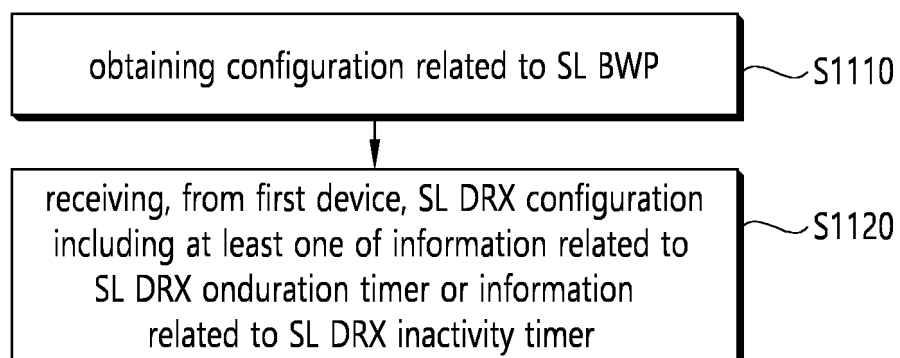 obtaining configuration related to SL BWP
S1110
receiving, from first device, SL DRX configuration
including at least one of information related to
SL DRX onduration timer or information
related to SL DRX inactivity timer
S1120